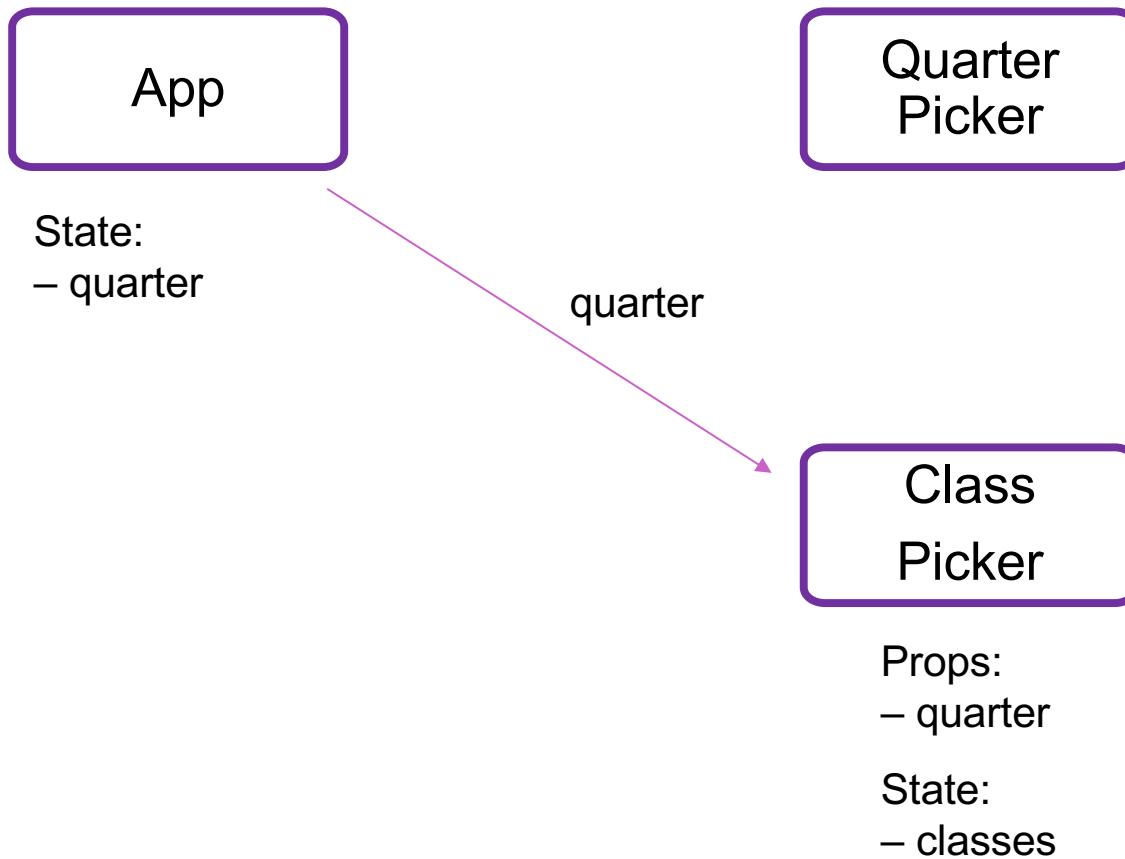 App
Quarter
Picker
State:
– quarter
quarter
Class
Picker
Props:
– quarter
State:
– classes